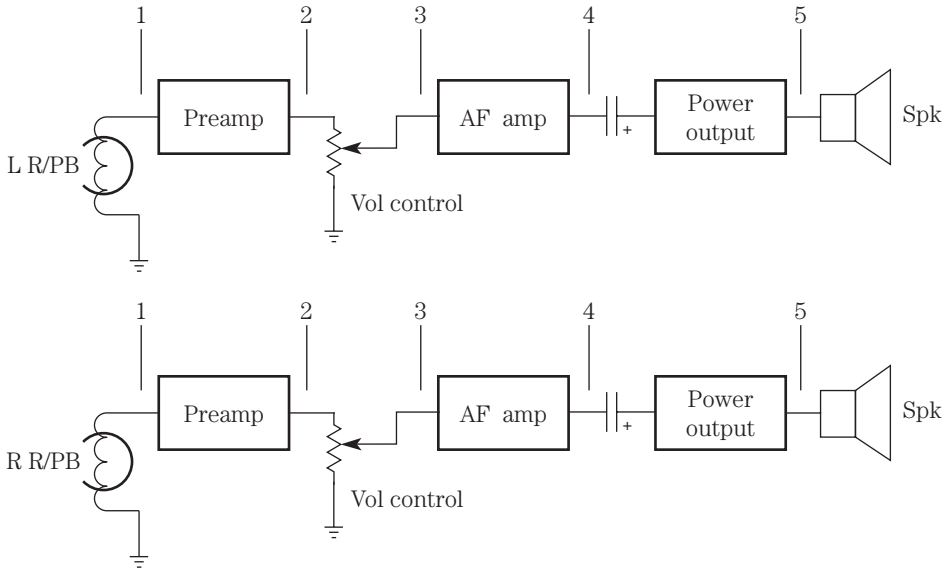 1 2 3 4 5
Preamp
AF amp
Power
output
Spk
+
L R/PB
Vol control
1 2 3 4 5
Preamp
AF amp
Power
output
Spk
+
R R/PB
Vol control